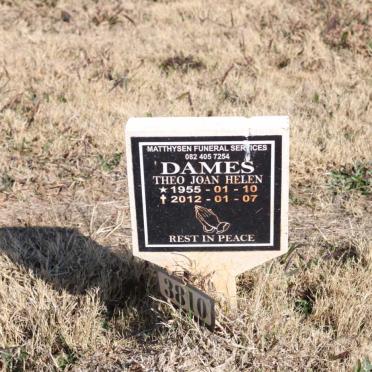 MATTHYSEN FUNERAL SERVICES
082 405 7254
DAMES
THEO JOAN HELEN
1955 - 01 - 10
2012 - 01 - 07
REST IN PEACE
3810